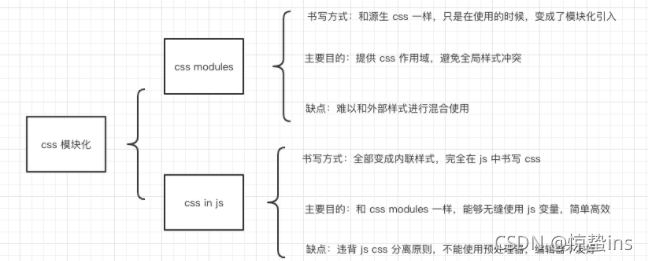 css 模块化
css modules
书写方式：和源生 css 一样，只是在使用的时候，变成了模块化引入
主要目的：提供 css 作用域，避免全局样式冲突
缺点：难以和外部样式进行混合使用
css in js
书写方式：全部变成内联样式，完全在 js 中书写 css
主要目的：和 css modules 一样，能够无缝使用 js 变量，简单高效
缺点：违背 js css 分离原则，不能使用预处理器，编辑器不友好
CSDN @惊蛰ins